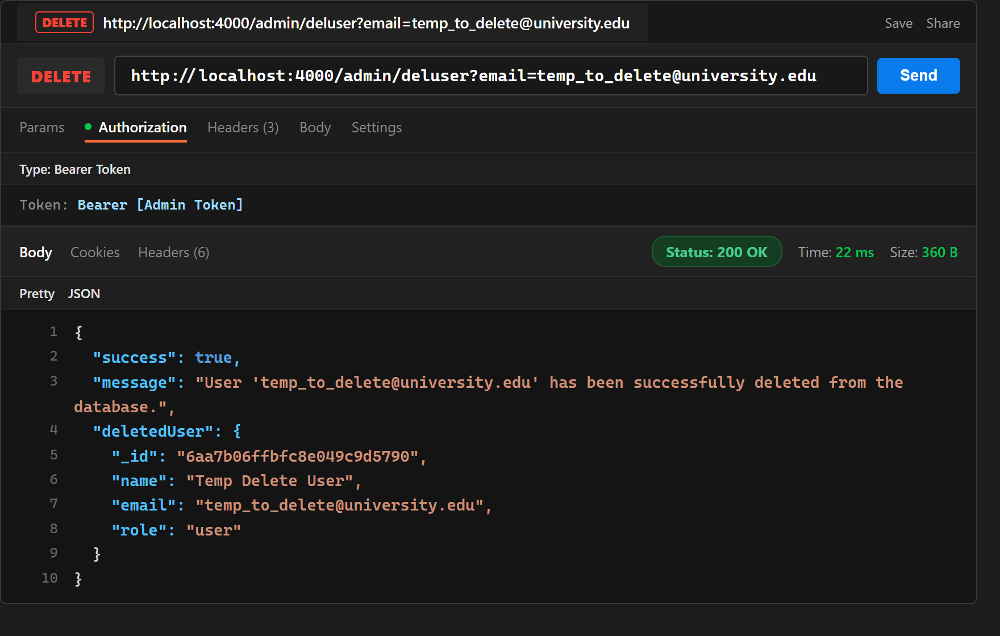 DELETE http://localhost:4000/admin/deluser?email=temp_to_delete@university.edu Save Share
DELETE http://localhost:4000/admin/deluser?email=temp_to_delete@university.edu Send
Params Authorization Headers (3) Body Settings
Type: Bearer Token
Token: Bearer [Admin Token]
Body Cookies Headers (6) Status: 200 OK Time: 22 ms Size: 360 B
Pretty JSON
1 {
2 "success": true,
3 "message": "User 'temp_to_delete@university.edu' has been successfully deleted from the
database.",
4 "deletedUser": {
5 "_id": "6aa7b06ffbfc8e049c9d5790",
6 "name": "Temp Delete User",
7 "email": "temp_to_delete@university.edu",
8 "role": "user"
9 }
10 }